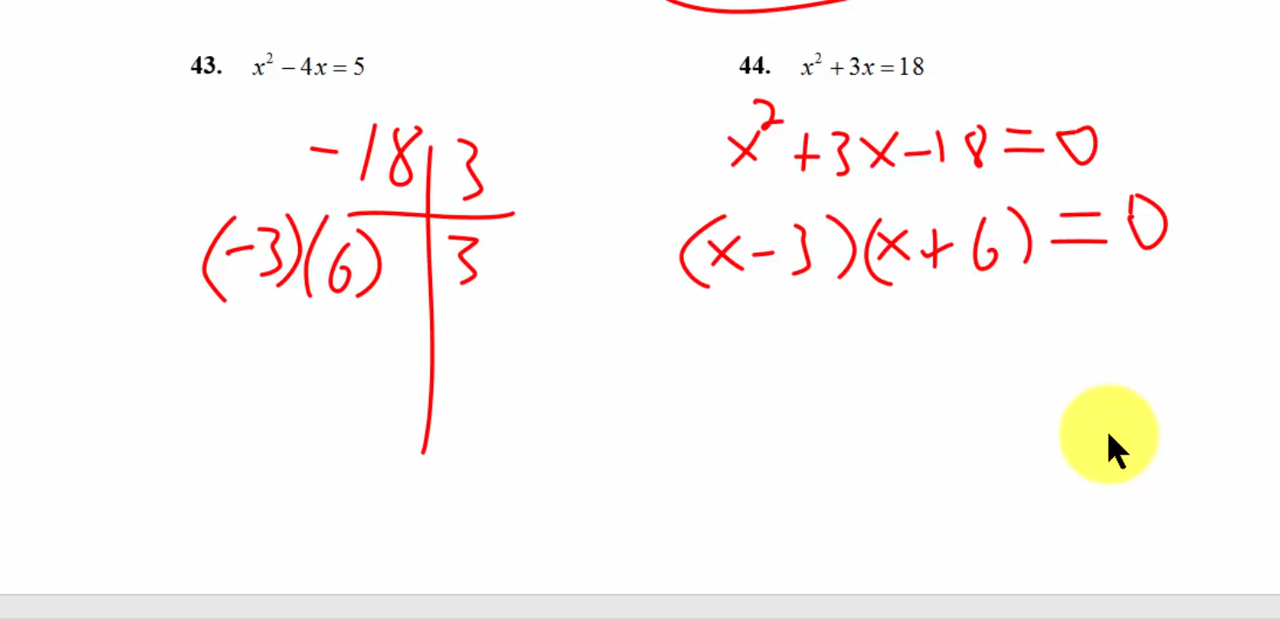 43. x² – 4x = 5
44. x² + 3x = 18
-18 | 3
(-3)(6) | 3
x² + 3x - 18 = 0
(x - 3)(x + 6) = 0